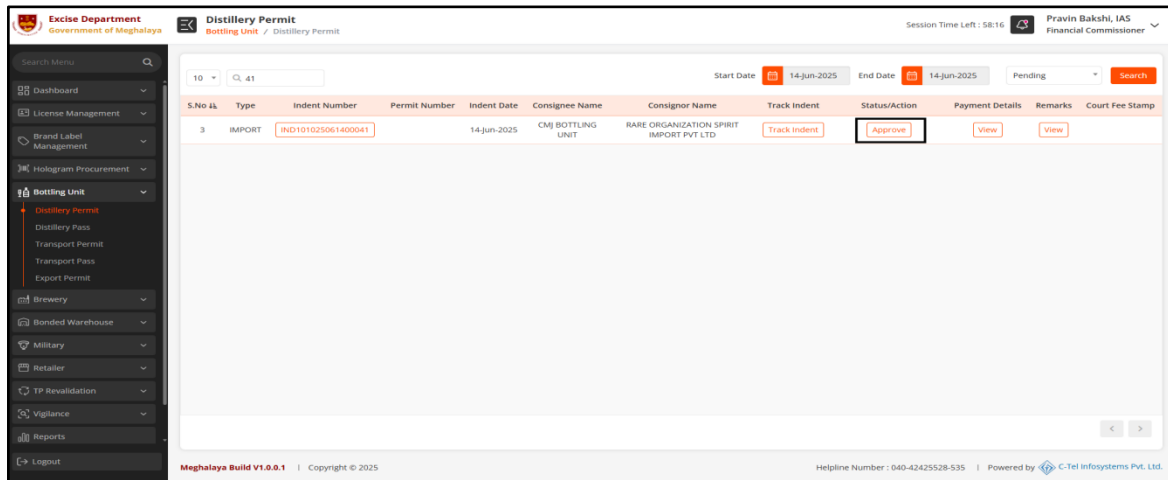 Excise Department
Government of Meghalaya
Distillery Permit
Bottling Unit / Distillery Permit
Session Time Left : 58:16
Pravin Bakshi, IAS
Financial Commissioner
Search Menu
Dashboard
License Management
Brand Label
Management
Hologram Procurement
Bottling Unit
Distillery Permit
Distillery Pass
Transport Permit
Transport Pass
Export Permit
Brewery
Bonded Warehouse
Military
Retailer
TP Revalidation
Vigilance
Reports
Logout
10 41 Start Date 14-Jun-2025 End Date 14-Jun-2025 Pending Search
S.No Type Indent Number Permit Number Indent Date Consignee Name Consignor Name Track Indent Status/Action Payment Details Remarks Court Fee Stamp
3 IMPORT IND101025061400041 14-Jun-2025 CMJ BOTTLING UNIT RARE ORGANIZATION SPIRIT IMPORT PVT LTD Track Indent Approve View View
< >
Meghalaya Build V1.0.0.1 | Copyright © 2025 Helpline Number : 040-42425528-535 | Powered by C-Tel Infosystems Pvt. Ltd.